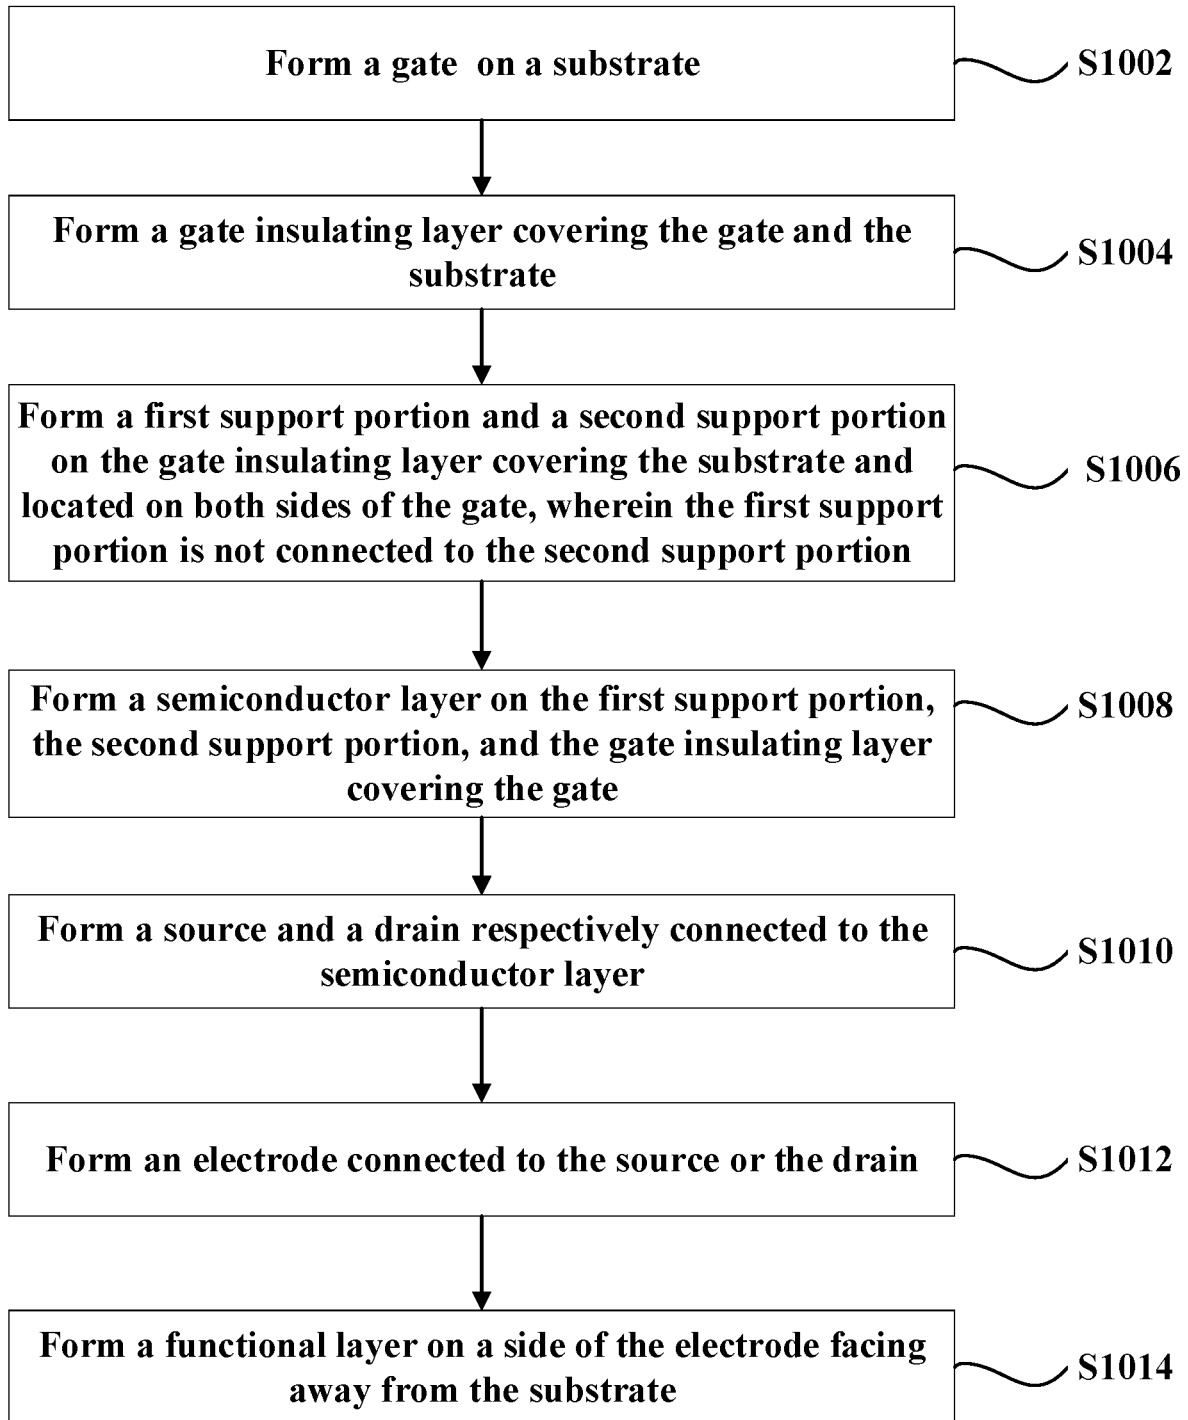 Form a gate on a substrate
S1002
Form a gate insulating layer covering the gate and the
substrate
S1004
Form a first support portion and a second support portion
on the gate insulating layer covering the substrate and
located on both sides of the gate, wherein the first support
portion is not connected to the second support portion
S1006
Form a semiconductor layer on the first support portion,
the second support portion, and the gate insulating layer
covering the gate
S1008
Form a source and a drain respectively connected to the
semiconductor layer
S1010
Form an electrode connected to the source or the drain
S1012
Form a functional layer on a side of the electrode facing
away from the substrate
S1014